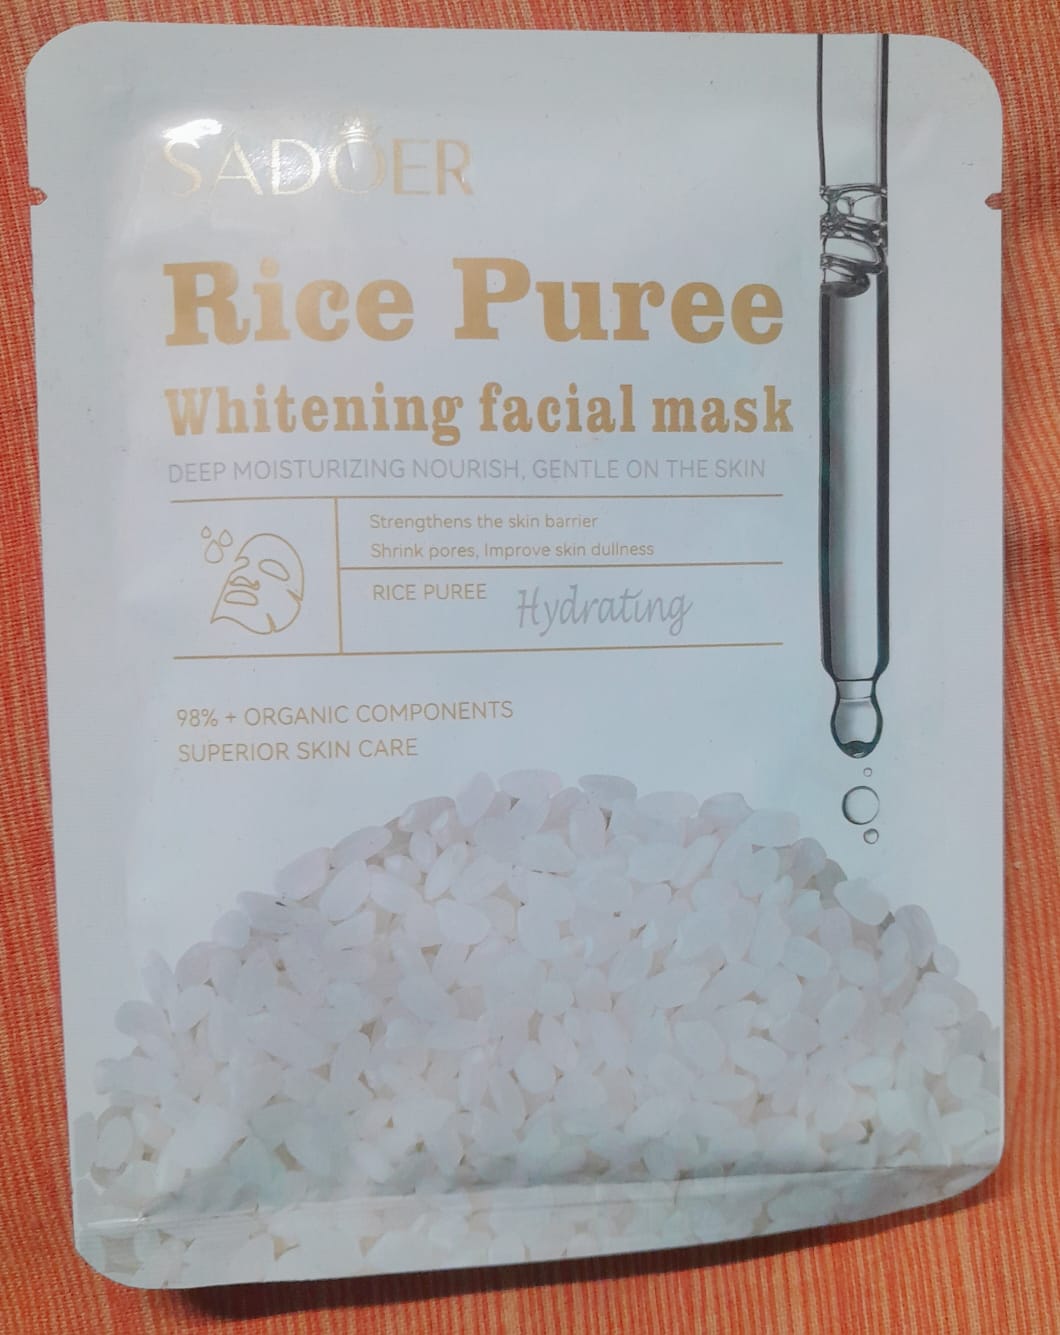 SADOER
Rice Puree
Whitening facial mask
DEEP MOISTURIZING NOURISH, GENTLE ON THE SKIN
Strengthens the skin barrier
Shrink pores, Improve skin dullness
RICE PUREE
Hydrating
98% + ORGANIC COMPONENTS
SUPERIOR SKIN CARE